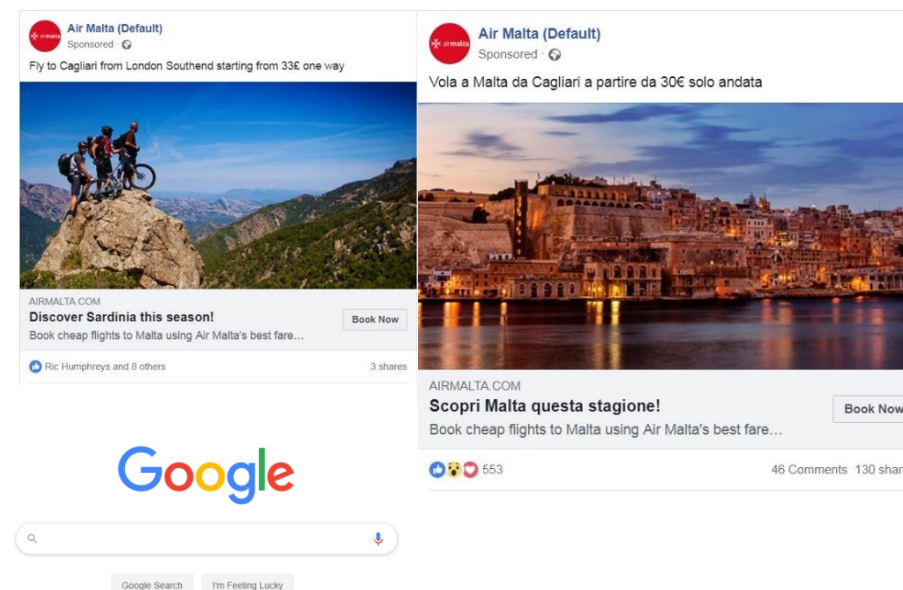 Air Malta (Default)
Sponsored ·
Fly to Cagliari from London Southend starting from 33£ one way
AIRMALTA.COM
Discover Sardinia this season!
Book cheap flights to Malta using Air Malta's best fare…
Book Now
Ric Humphreys and 8 others
3 shares
airmalta
Air Malta (Default)
Sponsored ·
Vola a Malta da Cagliari a partire da 30€ solo andata
AIRMALTA.COM
Scopri Malta questa stagione!
Book cheap flights to Malta using Air Malta's best fare…
Book Now
553
46 Comments 130 shar
Google
Google Search
I'm Feeling Lucky